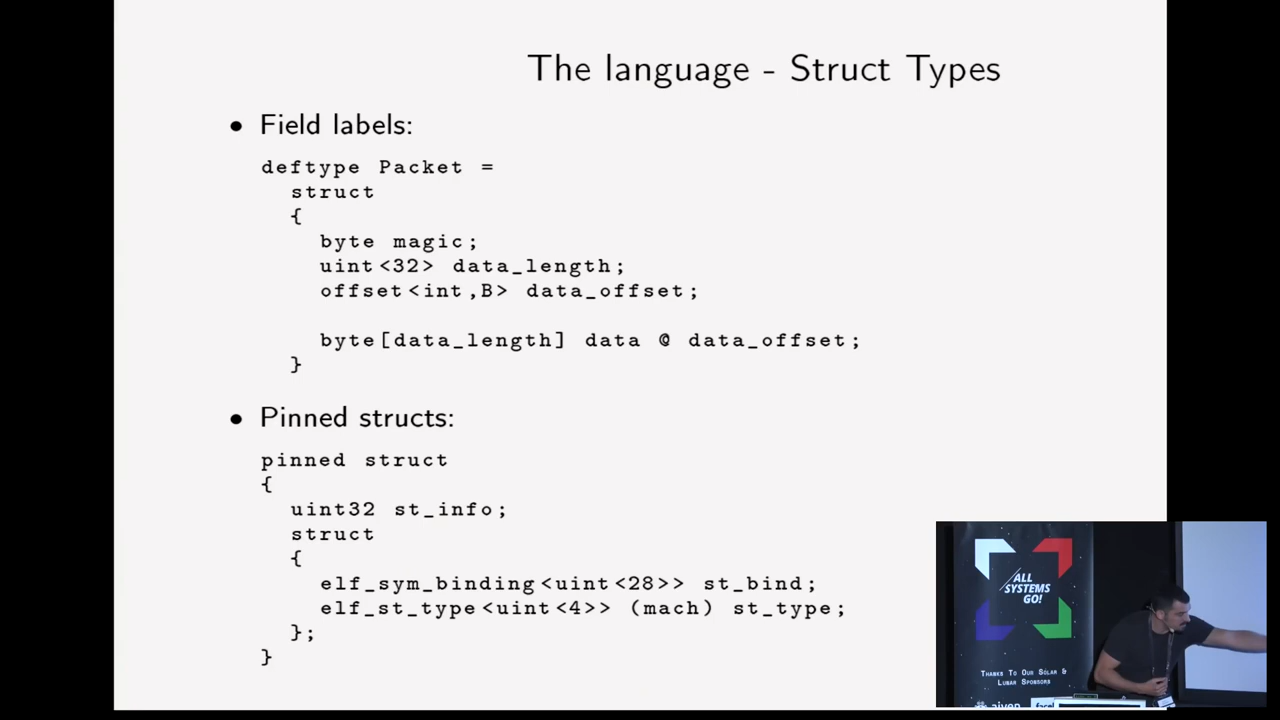 The language - Struct Types
• Field labels:
deftype Packet =
struct
{
byte magic;
uint<32> data_length;
offset<int,B> data_offset;
byte[data_length] data @ data_offset;
}
• Pinned structs:
pinned struct
{
uint32 st_info;
struct
{
elf_sym_binding<uint<28>> st_bind;
elf_st_type<uint<4>> (mach) st_type;
};
}
ALL
SYSTEMS
GO!
Thanks To Our Solar &
Lunar Sponsors
aiven